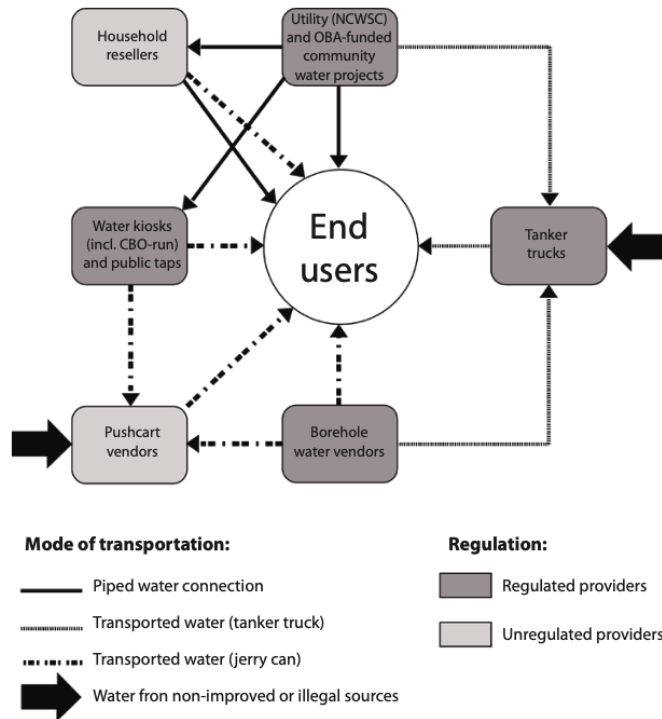 Household
resellers
Utility (NCWSC)
and OBA-funded
community
water projects
Water kiosks
(incl. CBO-run)
and public taps
End
users
Tanker
trucks
Pushcart
vendors
Borehole
water vendors
Mode of transportation:
Piped water connection
Transported water (tanker truck)
Transported water (jerry can)
Water fron non-improved or illegal sources
Regulation:
Regulated providers
Unregulated providers